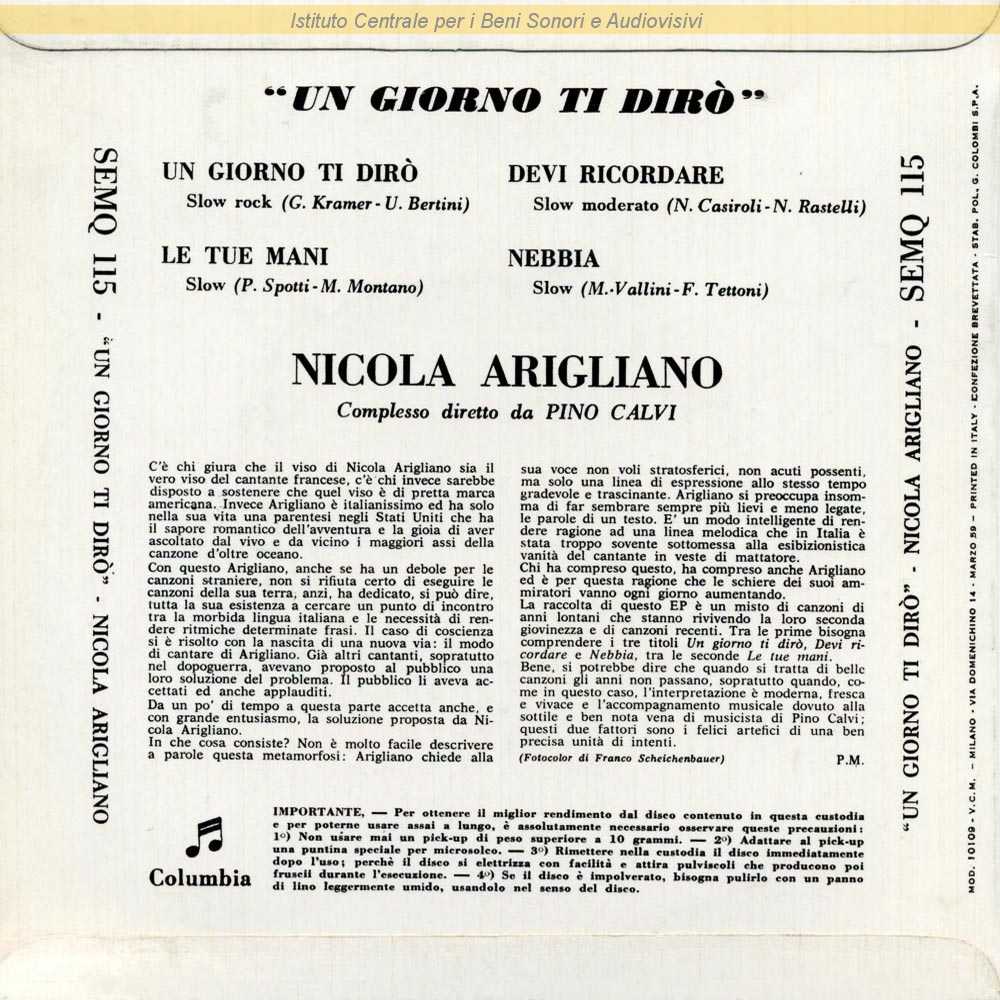 Istituto Centrale per i Beni Sonori e Audiovisivi
"UN GIORNO TI DIRÒ"
UN GIORNO TI DIRÒ
Slow rock (G. Kramer - U. Bertini)
LE TUE MANI
Slow (P. Spotti - M. Montano)
DEVI RICORDARE
Slow moderato (N. Casiroli - N. Rastelli)
NEBBIA
Slow (M. Vallini - F. Tettoni)
NICOLA ARIGLIANO
Complesso diretto da PINO CALVI
C'è chi giura che il viso di Nicola Arigliano sia il
vero viso del cantante francese, c'è chi invece sarebbe
disposto a sostenere che quel viso è di pretta marca
americana. Invece Arigliano è italianissimo ed ha solo
nella sua vita una parentesi negli Stati Uniti che ha
il sapore romantico dell'avventura e la gioia di aver
ascoltato dal vivo e da vicino i maggiori assi della
canzone d'oltre oceano.
Con questo Arigliano, anche se ha un debole per le
canzoni straniere, non si rifiuta certo di eseguire le
canzoni della sua terra, anzi, ha dedicato, si può dire,
tutta la sua esistenza a cercare un punto di incontro
tra la morbida lingua italiana e le necessità di ren-
dere ritmiche determinate frasi. Il caso di coscienza
si è risolto con la nascita di una nuova via: il modo
di cantare di Arigliano. Già altri cantanti, sopratutto
nel dopoguerra, avevano proposto al pubblico una
loro soluzione del problema. Il pubblico li aveva ac-
cettati ed anche applauditi.
Da un po' di tempo a questa parte accetta anche, e
con grande entusiasmo, la soluzione proposta da Ni-
cola Arigliano.
In che cosa consiste? Non è molto facile descrivere
a parole questa metamorfosi: Arigliano chiede alla
sua voce non voli stratosferici, non acuti possenti,
ma solo una linea di espressione allo stesso tempo
gradevole e trascinante. Arigliano si preoccupa insom-
ma di far sembrare sempre più lievi e meno legate,
le parole di un testo. E' un modo intelligente di ren-
dere ragione ad una linea melodica che in Italia è
stata troppo sovente sottomessa alla esibizionistica
vanità del cantante in veste di mattatore.
Chi ha compreso questo, ha compreso anche Arigliano
ed è per questa ragione che le schiere dei suoi am-
miratori vanno ogni giorno aumentando.
La raccolta di questo EP è un misto di canzoni di
anni lontani che stanno rivivendo la loro seconda
giovinezza e di canzoni recenti. Tra le prime bisogna
comprendere i tre titoli Un giorno ti dirò, Devi ri-
cordare e Nebbia, tra le seconde Le tue mani.
Bene, si potrebbe dire che quando si tratta di belle
canzoni gli anni non passano, sopratutto quando, co-
me in questo caso, l'interpretazione è moderna, fresca
e vivace e l'accompagnamento musicale dovuto alla
sottile e ben nota vena di musicista di Pino Calvi;
questi due fattori sono i felici artefici di una ben
precisa unità di intenti.
(Fotocolor di Franco Scheichenbauer) P.M.
Columbia
IMPORTANTE, — Per ottenere il miglior rendimento dal disco contenuto in questa custodia
e per poterne usare assai a lungo, è assolutamente necessario osservare queste precauzioni:
1°) Non usare mai un pick-up di peso superiore a 10 grammi. — 2°) Adattare al pick-up
una puntina speciale per microsolco. — 3°) Rimettere nella custodia il disco immediatamente
dopo l'uso; perchè il disco si elettrizza con facilità e attira pulviscoli che producono poi
fruscii durante l'esecuzione. — 4°) Se il disco è impolverato, bisogna pulirlo con un panno
di lino leggermente umido, usandolo nel senso del disco.
SEMQ 115 - "UN GIORNO TI DIRÒ" - NICOLA ARIGLIANO
"UN GIORNO TI DIRÒ" - NICOLA ARIGLIANO - SEMQ 115
MOD. 10109 - V.C.M. - MILANO - VIA DOMENICHINO 14 - MARZO 59 - PRINTED IN ITALY - CONFEZIONE BREVETTATA - STAB. POL. G. COLOMBI S.P.A.